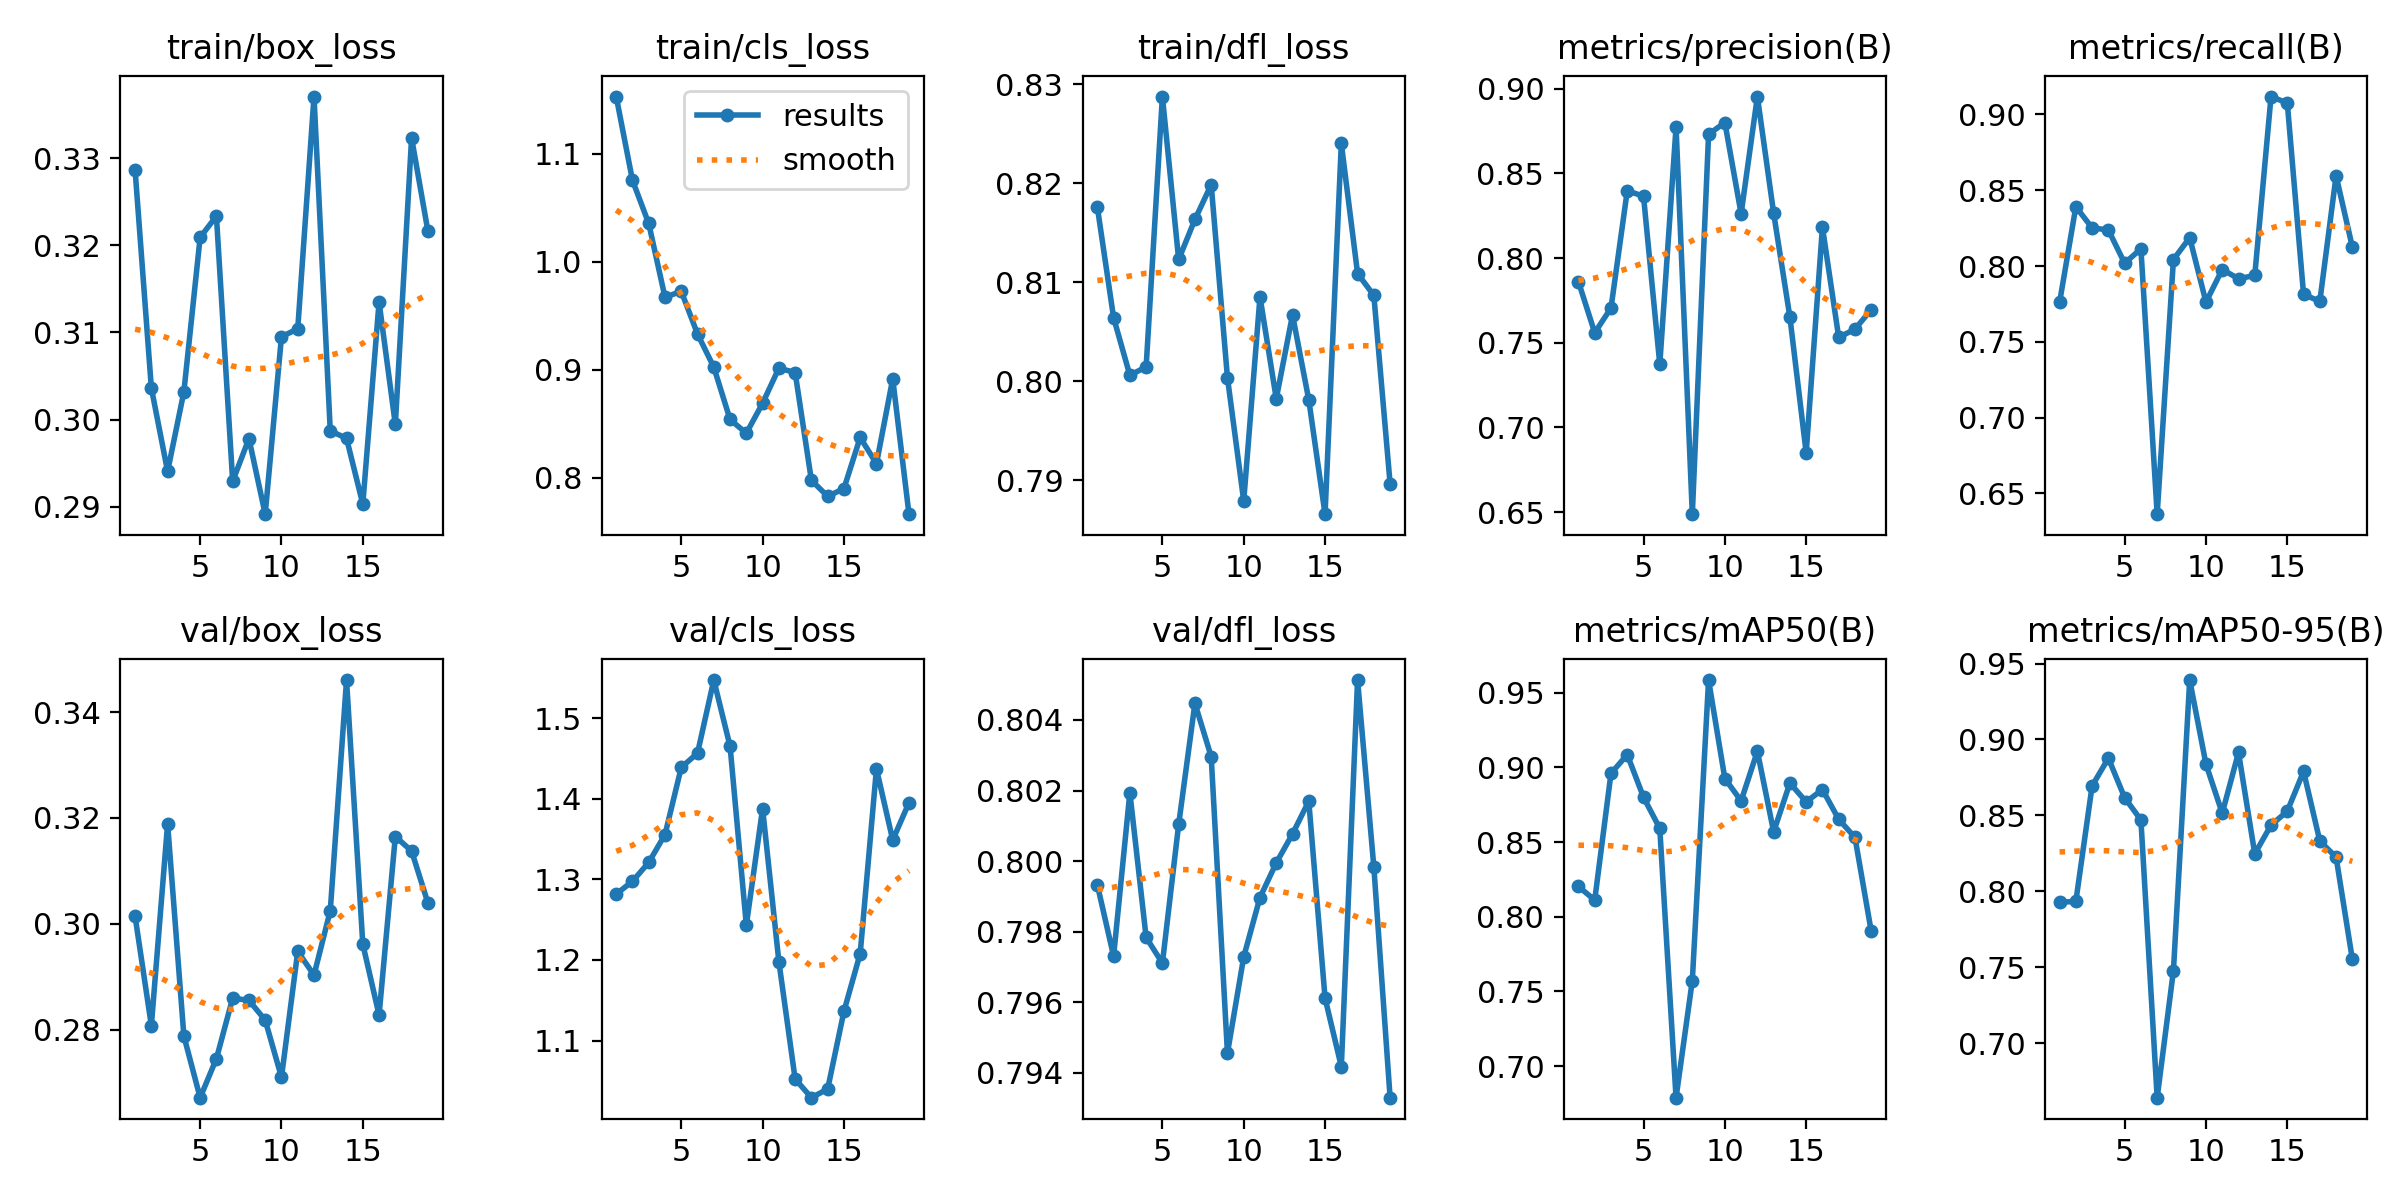 train/box_loss
0.33
0.32
0.31
0.30
0.29
5 10 15
train/cls_loss
results
smooth
1.1
1.0
0.9
0.8
5 10 15
train/dfl_loss
0.83
0.82
0.81
0.80
0.79
5 10 15
metrics/precision(B)
0.90
0.85
0.80
0.75
0.70
0.65
5 10 15
metrics/recall(B)
0.90
0.85
0.80
0.75
0.70
0.65
5 10 15
val/box_loss
0.34
0.32
0.30
0.28
5 10 15
val/cls_loss
1.5
1.4
1.3
1.2
1.1
5 10 15
val/dfl_loss
0.804
0.802
0.800
0.798
0.796
0.794
5 10 15
metrics/mAP50(B)
0.95
0.90
0.85
0.80
0.75
0.70
5 10 15
metrics/mAP50-95(B)
0.95
0.90
0.85
0.80
0.75
0.70
5 10 15